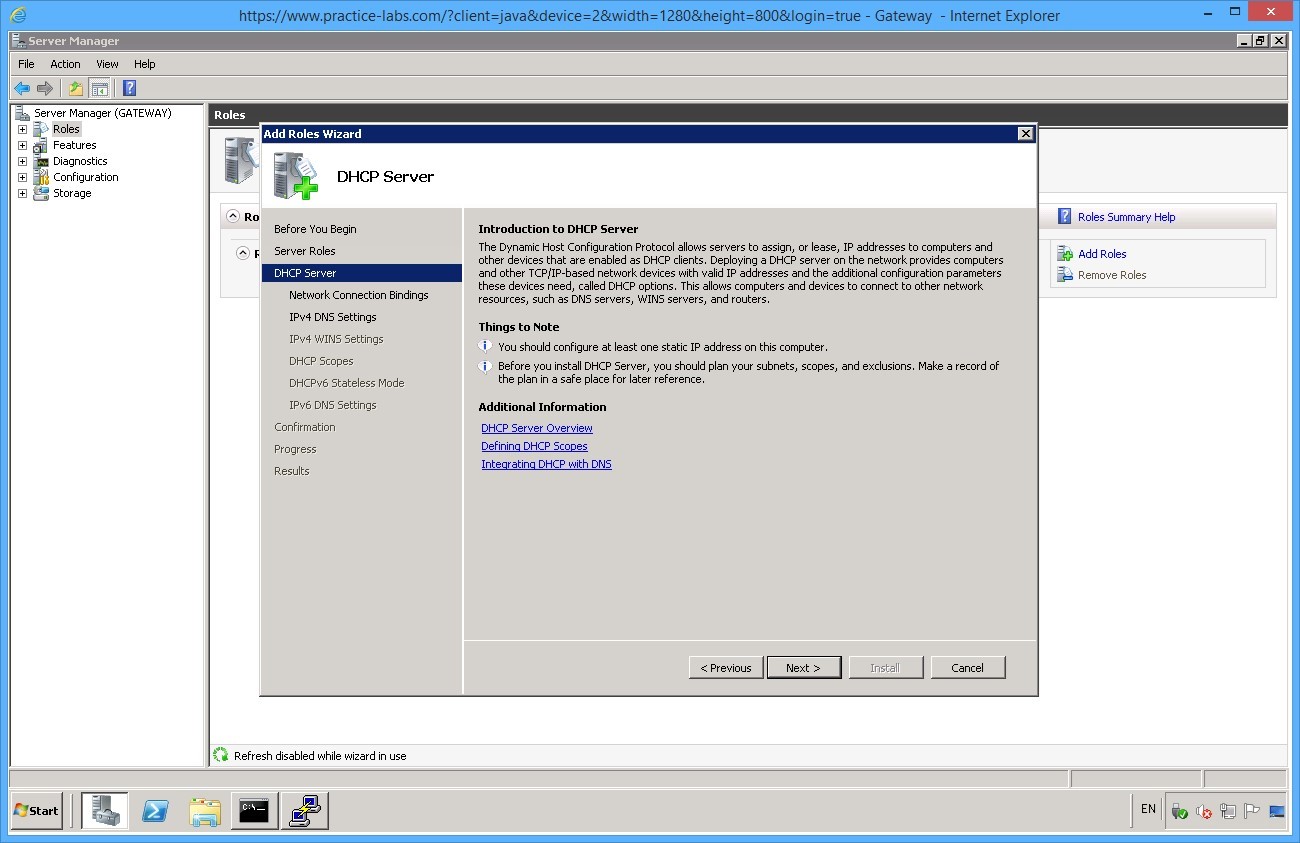 https://www.practice-labs.com/?client=java&device=2&width=1280&height=800&login=true - Gateway - Internet Explorer
Server Manager
File Action View Help
Server Manager (GATEWAY)
Roles
Features
Diagnostics
Configuration
Storage
Roles
Add Roles Wizard
DHCP Server
Before You Begin
Server Roles
DHCP Server
Network Connection Bindings
IPv4 DNS Settings
IPv4 WINS Settings
DHCP Scopes
DHCPv6 Stateless Mode
IPv6 DNS Settings
Confirmation
Progress
Results
Introduction to DHCP Server
The Dynamic Host Configuration Protocol allows servers to assign, or lease, IP addresses to computers and
other devices that are enabled as DHCP clients. Deploying a DHCP server on the network provides computers
and other TCP/IP-based network devices with valid IP addresses and the additional configuration parameters
these devices need, called DHCP options. This allows computers and devices to connect to other network
resources, such as DNS servers, WINS servers, and routers.
Things to Note
You should configure at least one static IP address on this computer.
Before you install DHCP Server, you should plan your subnets, scopes, and exclusions. Make a record of
the plan in a safe place for later reference.
Additional Information
DHCP Server Overview
Defining DHCP Scopes
Integrating DHCP with DNS
< Previous Next > Install Cancel
Ro
Roles Summary Help
Add Roles
Remove Roles
Refresh disabled while wizard in use
Start
C:\
EN